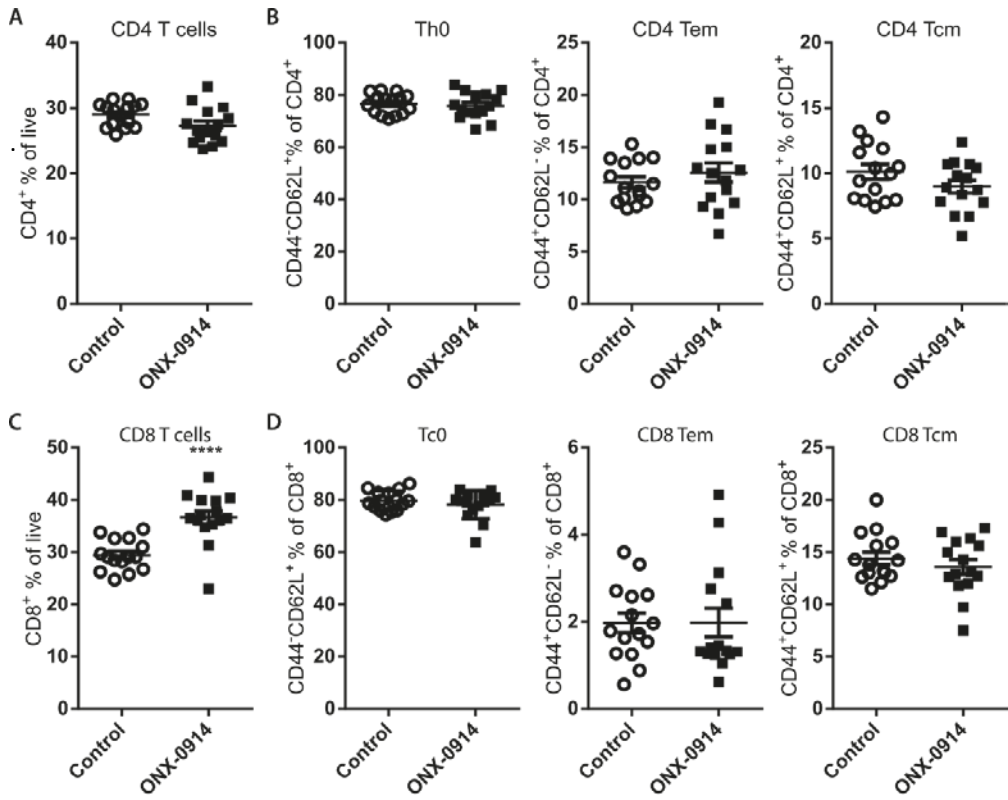 A
CD4 T cells
CD4⁺ % of live
40
30
20
10
0
Control
ONX-0914
B
Th0
CD44⁻CD62L⁺% of CD4⁺
100
80
60
40
20
0
Control
ONX-0914
CD4 Tem
CD44⁺CD62L⁻ % of CD4⁺
25
20
15
10
5
0
Control
ONX-0914
CD4 Tcm
CD44⁺CD62L⁺ % of CD4⁺
20
15
10
5
0
Control
ONX-0914
C
CD8 T cells
****
CD8⁺ % of live
50
40
30
20
10
0
Control
ONX-0914
D
Tc0
CD44⁻CD62L⁺ % of CD8⁺
100
80
60
40
20
0
Control
ONX-0914
CD8 Tem
CD44⁺CD62L⁻ % of CD8⁺
6
4
2
0
Control
ONX-0914
CD8 Tcm
CD44⁺CD62L⁺ % of CD8⁺
25
20
15
10
5
0
Control
ONX-0914